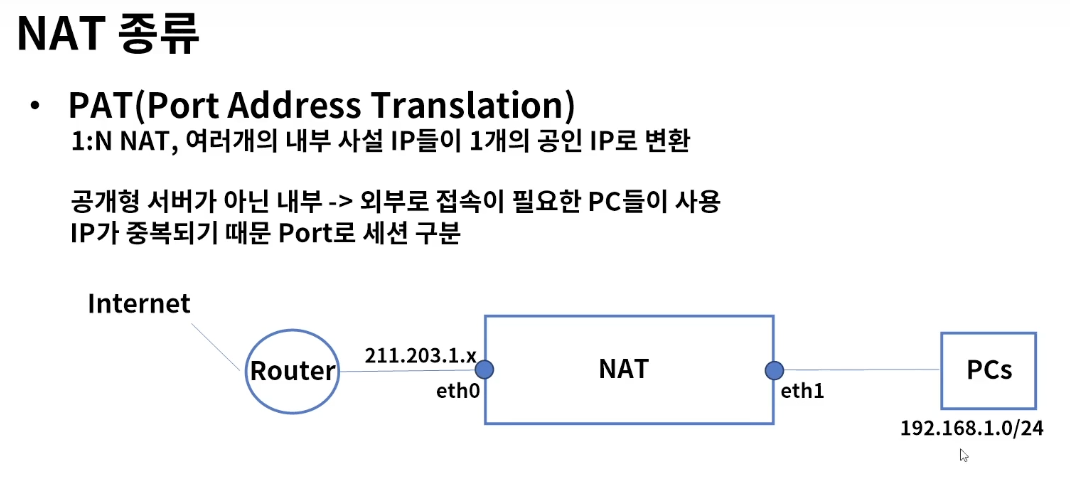 NAT 종류
• PAT(Port Address Translation)
1:N NAT, 여러개의 내부 사설 IP들이 1개의 공인 IP로 변환
공개형 서버가 아닌 내부 -> 외부로 접속이 필요한 PC들이 사용
IP가 중복되기 때문 Port로 세션 구분
Internet
Router
211.203.1.x
eth0
NAT
eth1
PCs
192.168.1.0/24